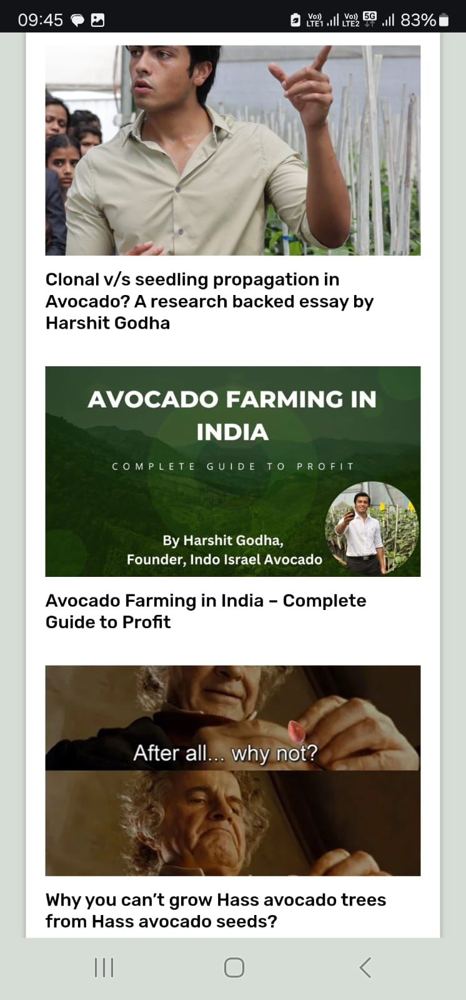 09:45
Vo)) LTE1 Vo)) LTE2 5G 83%
Clonal v/s seedling propagation in
Avocado? A research backed essay by
Harshit Godha
AVOCADO FARMING IN
INDIA
COMPLETE GUIDE TO PROFIT
By Harshit Godha,
Founder, Indo Israel Avocado
Avocado Farming in India – Complete
Guide to Profit
After all... why not?
Why you can’t grow Hass avocado trees
from Hass avocado seeds?